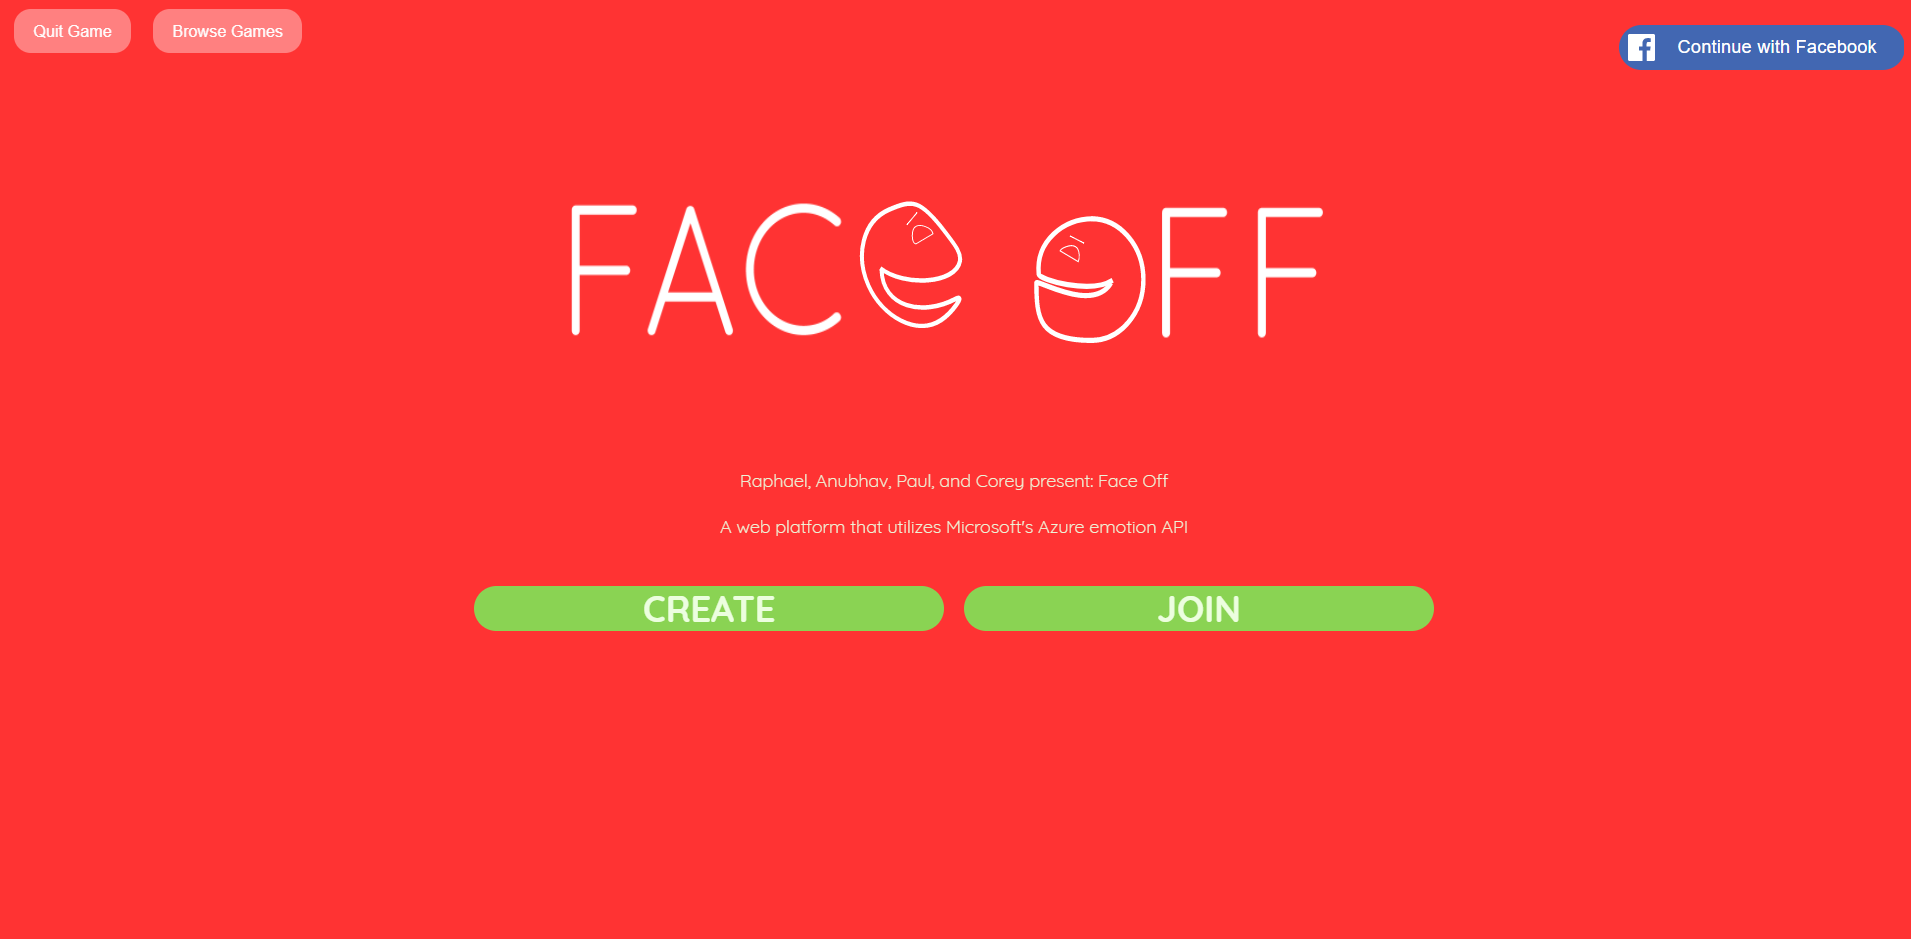 Quit Game
Browse Games
Continue with Facebook
FACE OFF
Raphael, Anubhav, Paul, and Corey present: Face Off
A web platform that utilizes Microsoft's Azure emotion API
CREATE
JOIN